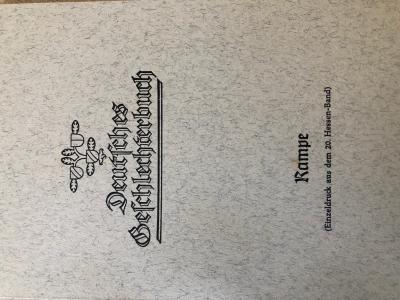 Deutsches
Geschlechterbuch
Rampe
(Einzeldruck aus dem 20. Hessen-Band)